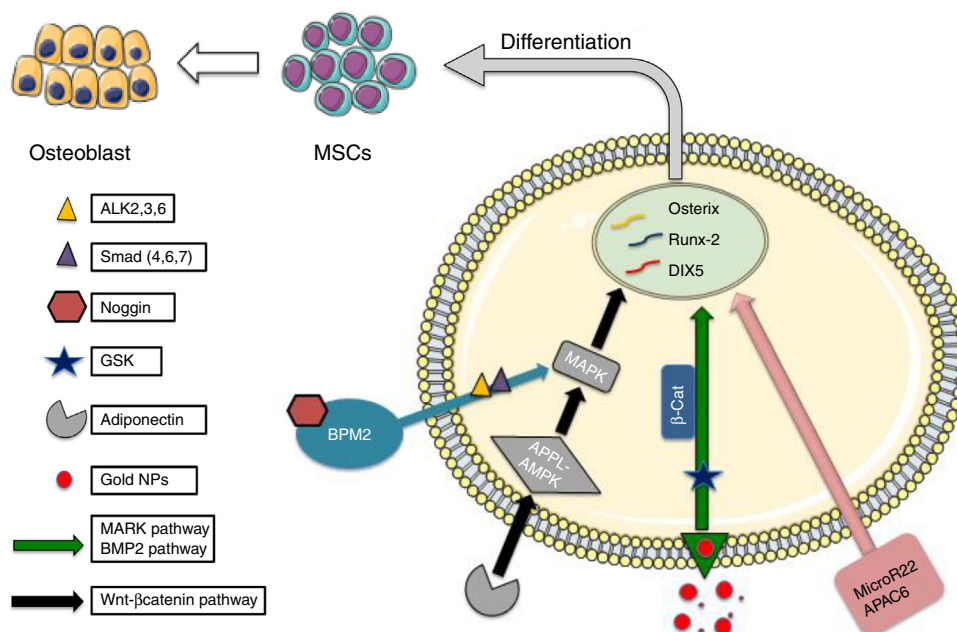 Differentiation
Osteoblast
MSCs
ALK2,3,6
Smad (4,6,7)
Noggin
GSK
Adiponectin
Gold NPs
MARK pathway
BMP2 pathway
Wnt-βcatenin pathway
Osterix
Runx-2
DIX5
MAPK
BPM2
APPL-
AMPK
β-Cat
MicroR22
APAC6